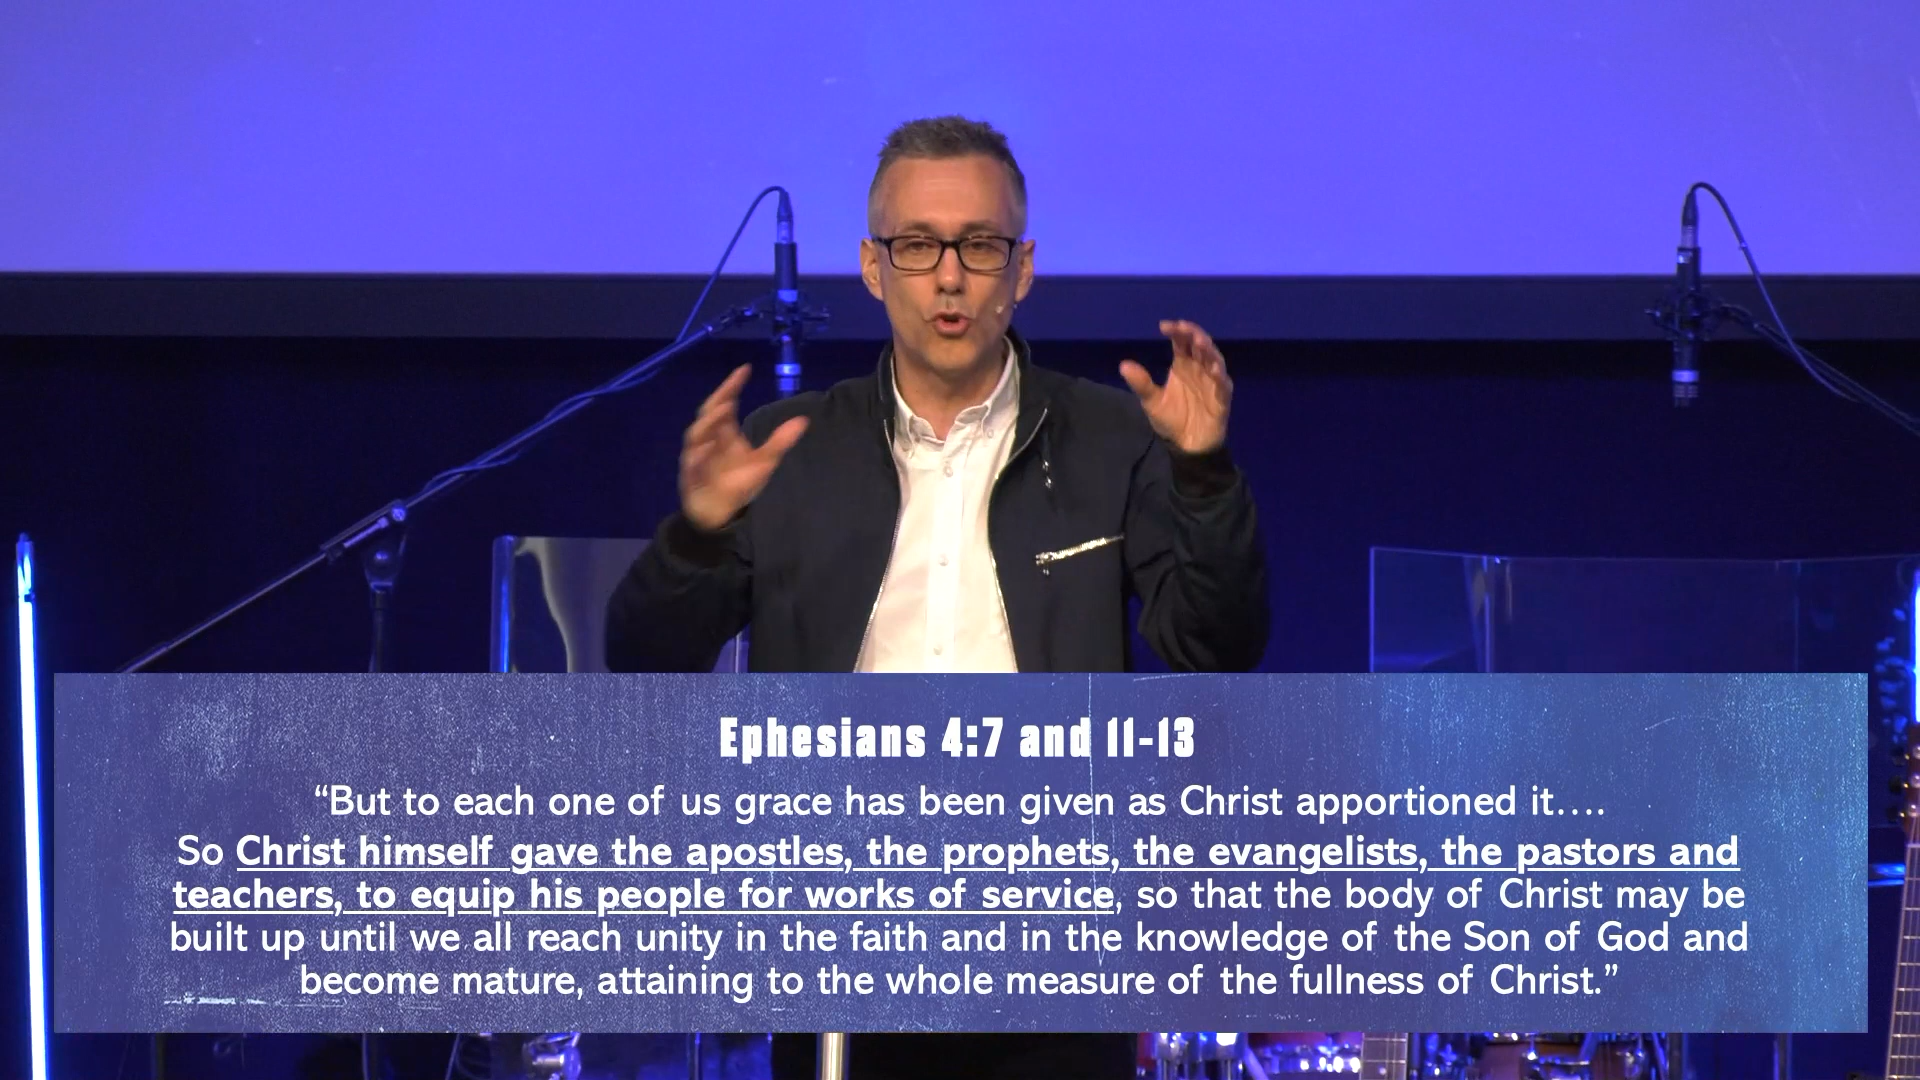 Ephesians 4:7 and 11-13
“But to each one of us grace has been given as Christ apportioned it….
So Christ himself gave the apostles, the prophets, the evangelists, the pastors and
teachers, to equip his people for works of service, so that the body of Christ may be
built up until we all reach unity in the faith and in the knowledge of the Son of God and
become mature, attaining to the whole measure of the fullness of Christ.”